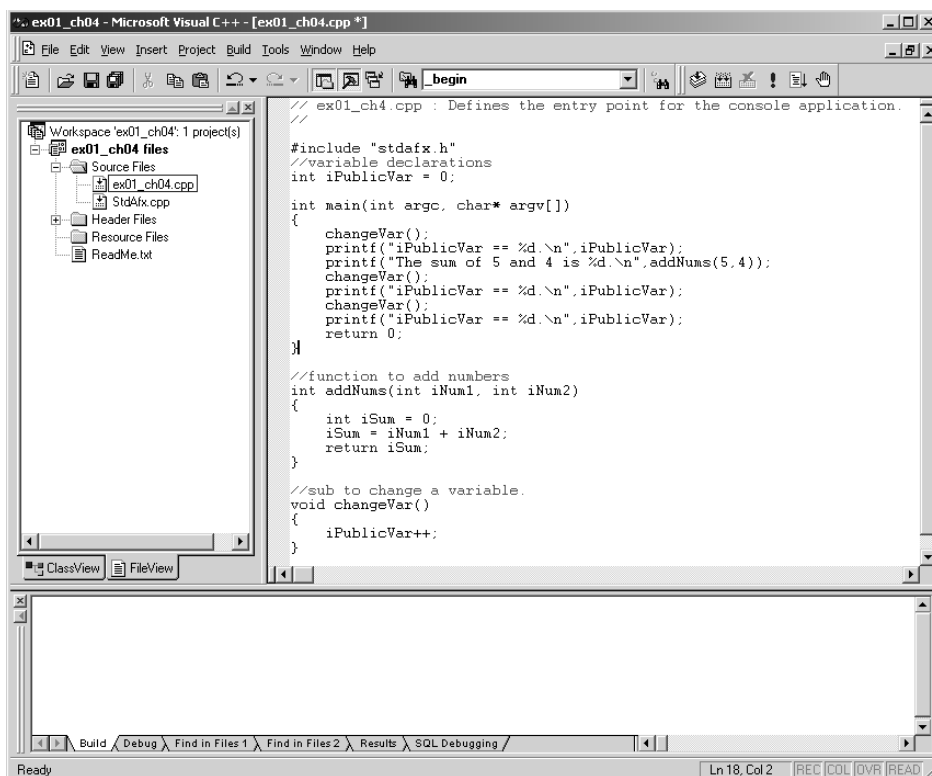 ex01_ch04 - Microsoft Visual C++ - [ex01_ch04.cpp *]
File Edit View Insert Project Build Tools Window Help
_begin
Workspace 'ex01_ch04': 1 project(s)
ex01_ch04 files
Source Files
ex01_ch04.cpp
StdAfx.cpp
Header Files
Resource Files
ReadMe.txt
ClassView FileView
// ex01_ch4.cpp : Defines the entry point for the console application.
//
#include "stdafx.h"
//variable declarations
int iPublicVar = 0;
int main(int argc, char* argv[])
{
changeVar();
printf("iPublicVar == %d.\n",iPublicVar);
printf("The sum of 5 and 4 is %d.\n",addNums(5,4));
changeVar();
printf("iPublicVar == %d.\n",iPublicVar);
changeVar();
printf("iPublicVar == %d.\n",iPublicVar);
return 0;
}
//function to add numbers
int addNums(int iNum1, int iNum2)
{
int iSum = 0;
iSum = iNum1 + iNum2;
return iSum;
}
//sub to change a variable.
void changeVar()
{
iPublicVar++;
}
Build Debug Find in Files 1 Find in Files 2 Results SQL Debugging
Ready Ln 18, Col 2 REC COL OVR READ